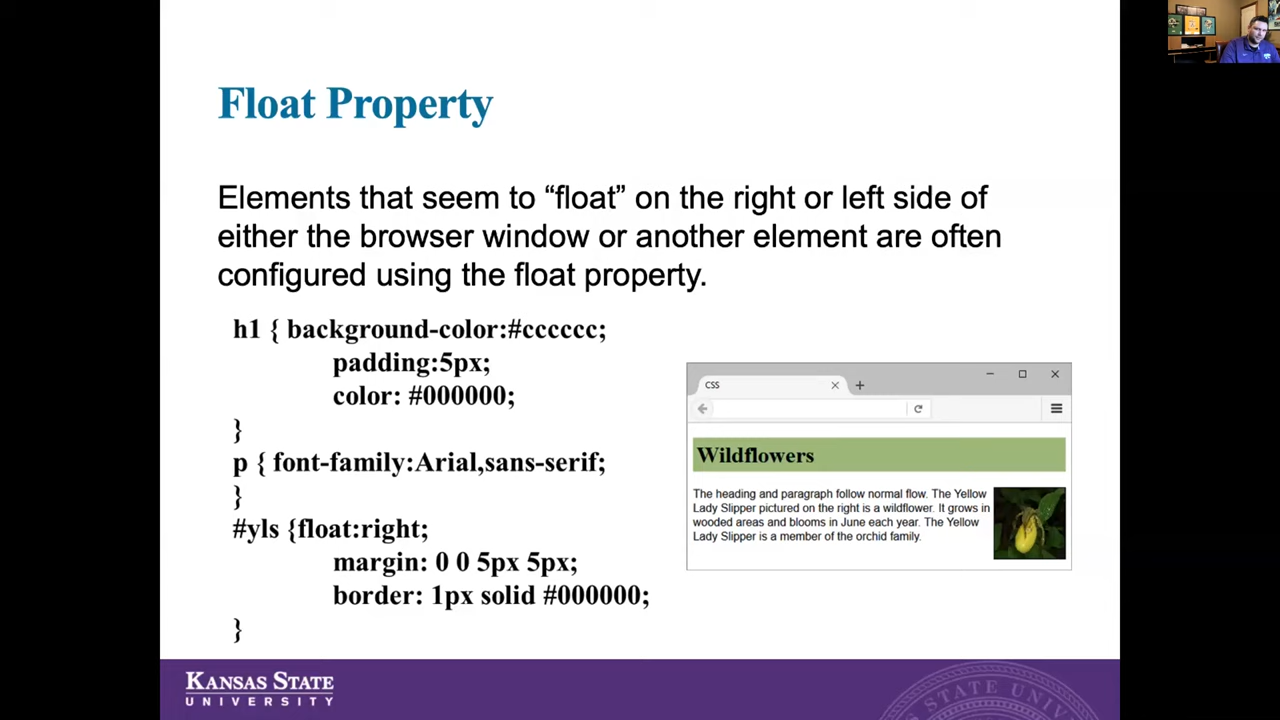 Float Property
Elements that seem to “float” on the right or left side of
either the browser window or another element are often
configured using the float property.
h1 { background-color:#cccccc;
padding:5px;
color: #000000;
}
p { font-family:Arial,sans-serif;
}
#yls {float:right;
margin: 0 0 5px 5px;
border: 1px solid #000000;
}
CSS
Wildflowers
The heading and paragraph follow normal flow. The Yellow
Lady Slipper pictured on the right is a wildflower. It grows in
wooded areas and blooms in June each year. The Yellow
Lady Slipper is a member of the orchid family.
KANSAS STATE
UNIVERSITY
STATE UNI